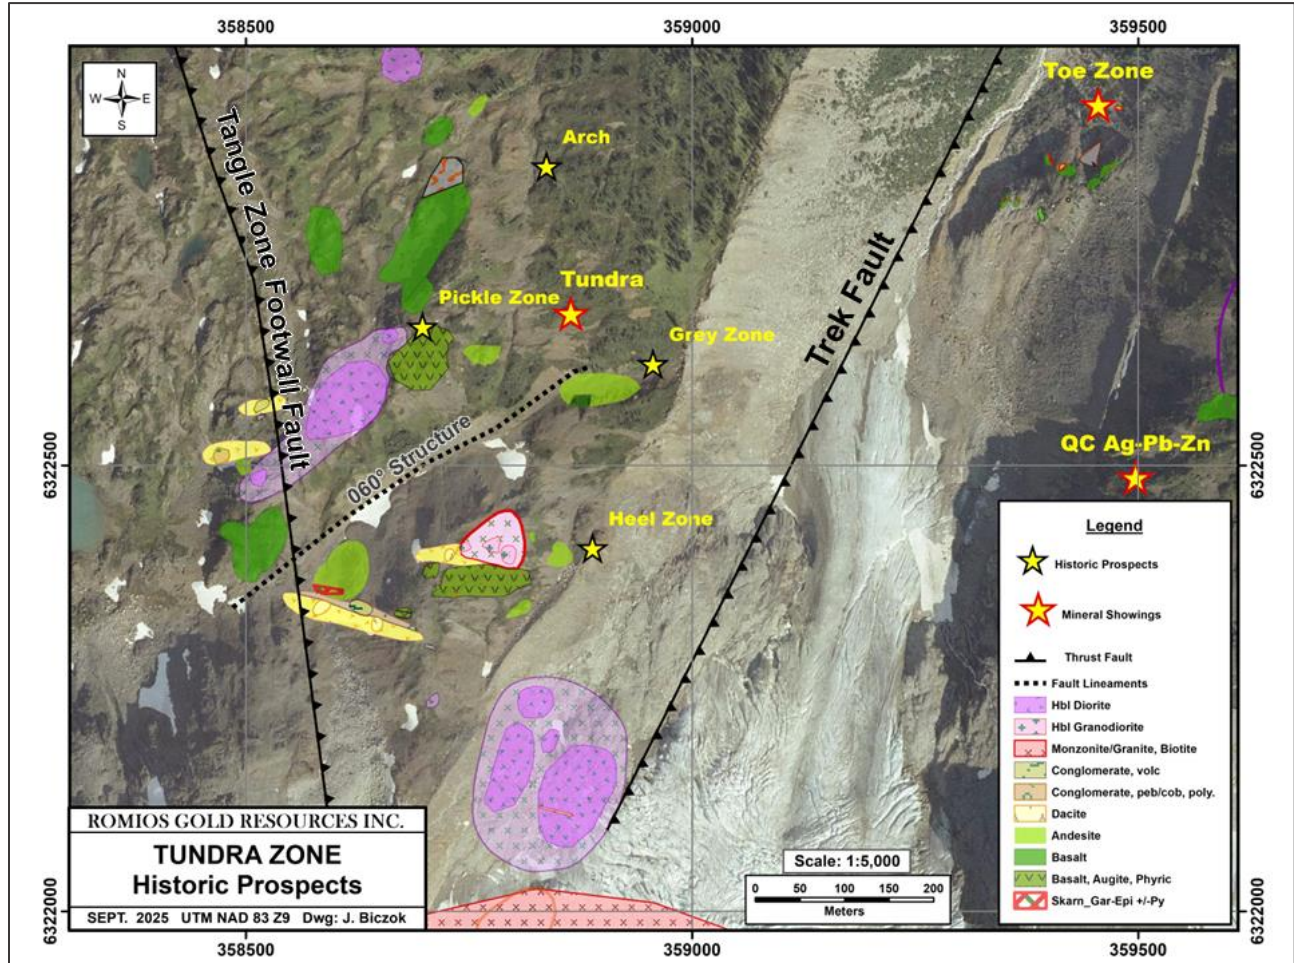 358500
359000
359500
N
W E
S
Toe Zone
Arch
Tangle Zone Footwall Fault
Tundra
Pickle Zone
Grey Zone
Trek Fault
060° Structure
6322500
6322500
QC Ag-Pb-Zn
Heel Zone
Legend
Historic Prospects
Mineral Showings
Thrust Fault
Fault Lineaments
Hbl Diorite
Hbl Granodiorite
Monzonite/Granite, Biotite
Conglomerate, volc
Conglomerate, peb/cob, poly.
Dacite
Andesite
Basalt
Basalt, Augite, Phyric
Skarn_Gar-Epi +/-Py
ROMIOS GOLD RESOURCES INC.
TUNDRA ZONE
Historic Prospects
SEPT. 2025 UTM NAD 83 Z9 Dwg: J. Biczok
Scale: 1:5,000
0 50 100 150 200
Meters
6322000
6322000
358500
359000
359500